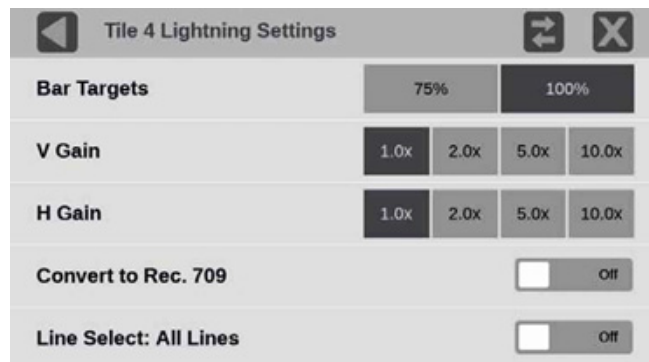 Tile 4 Lightning Settings
Bar Targets 75% 100%
V Gain 1.0x 2.0x 5.0x 10.0x
H Gain 1.0x 2.0x 5.0x 10.0x
Convert to Rec. 709 Off
Line Select: All Lines Off